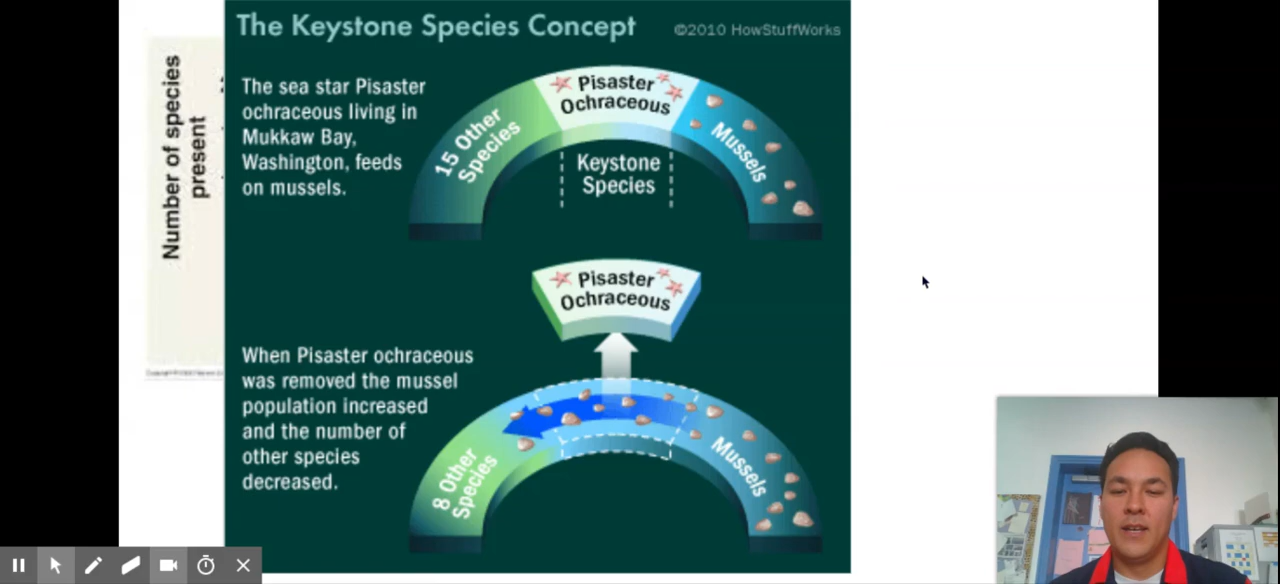 The Keystone Species Concept
©2010 HowStuffWorks
Number of species
present
The sea star Pisaster
ochraceous living in
Mukkaw Bay,
Washington, feeds
on mussels.
15 Other
Species
Pisaster
Ochraceous
Mussels
Keystone
Species
Pisaster
Ochraceous
When Pisaster ochraceous
was removed the mussel
population increased
and the number of
other species
decreased.
8 Other
Species
Mussels